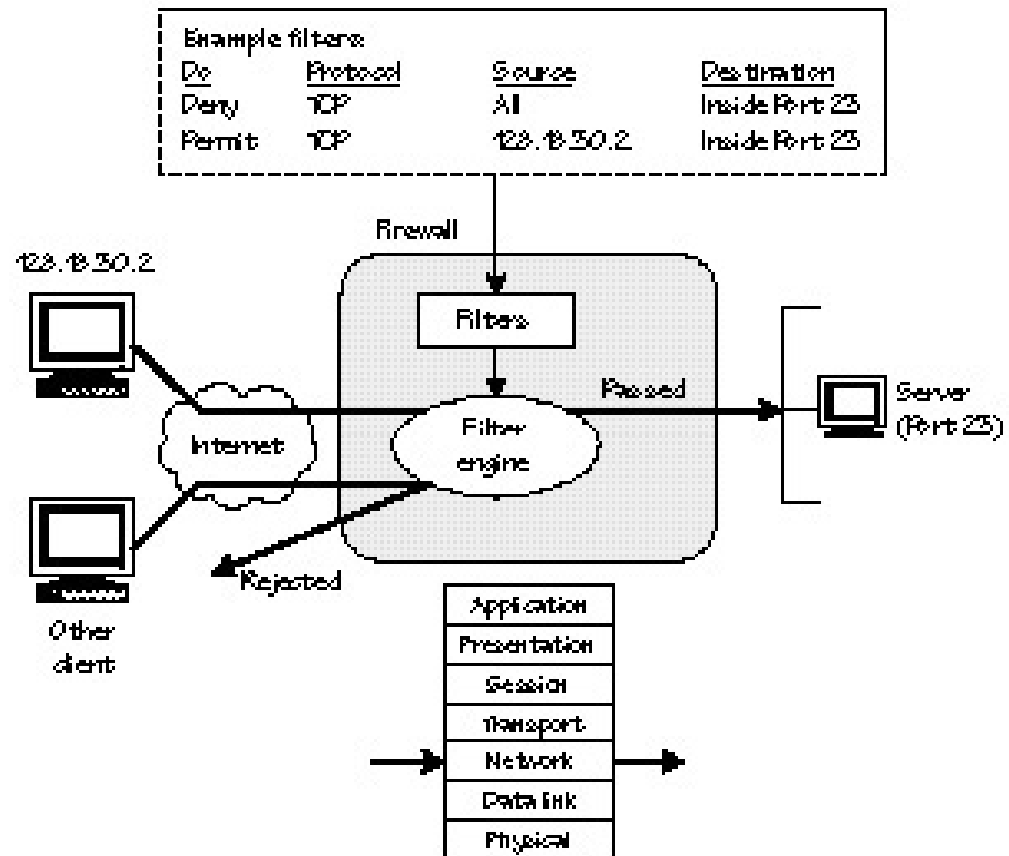 Example filters:
Do Protocol Source Destination
Deny TCP All Inside Port 23
Permit TCP 128.18.30.2 Inside Port 23
Firewall
128.18.30.2
Filters
Passed
Server
(Port 23)
Internet
Filter
engine
Rejected
Other
client
Application
Presentation
Session
Transport
Network
Data link
Physical